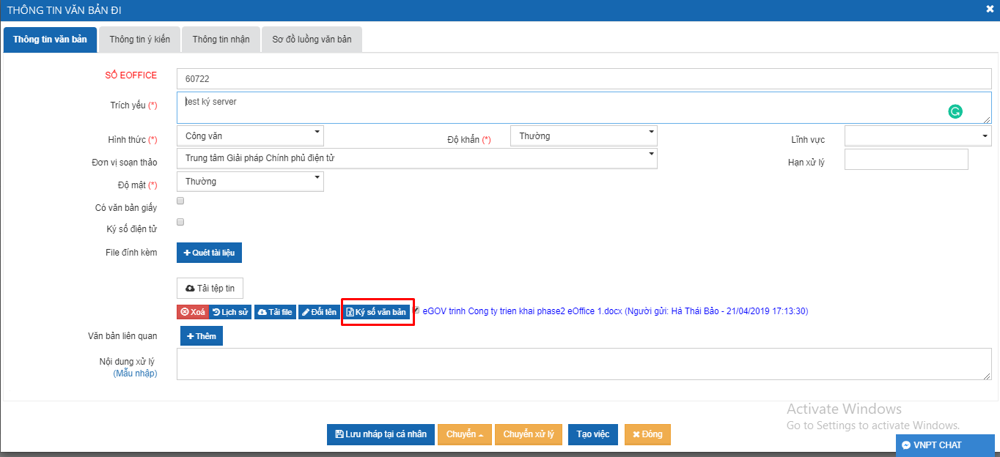 THÔNG TIN VĂN BẢN ĐI
Thông tin văn bản Thông tin ý kiến Thông tin nhận Sơ đồ luồng văn bản
SỐ EOFFICE 60722
Trích yếu (*) test ký server
Hình thức (*) Công văn Độ khẩn (*) Thường Lĩnh vực
Đơn vị soạn thảo Trung tâm Giải pháp Chính phủ điện tử Hạn xử lý
Độ mật (*) Thường
Có văn bản giấy
Ký số điện tử
File đính kèm Quét tài liệu
Tải tệp tin
Xoá Lịch sử Tải file Đổi tên Ký số văn bản eGOV trinh Cong ty trien khai phase2 eOffice 1.docx (Người gửi: Hà Thái Bảo - 21/04/2019 17:13:30)
Văn bản liên quan Thêm
Nội dung xử lý
(Mẫu nhập)
Activate Windows
Go to Settings to activate Windows.
Lưu nháp tại cá nhân Chuyển Chuyển xử lý Tạo việc Đóng
VNPT CHAT